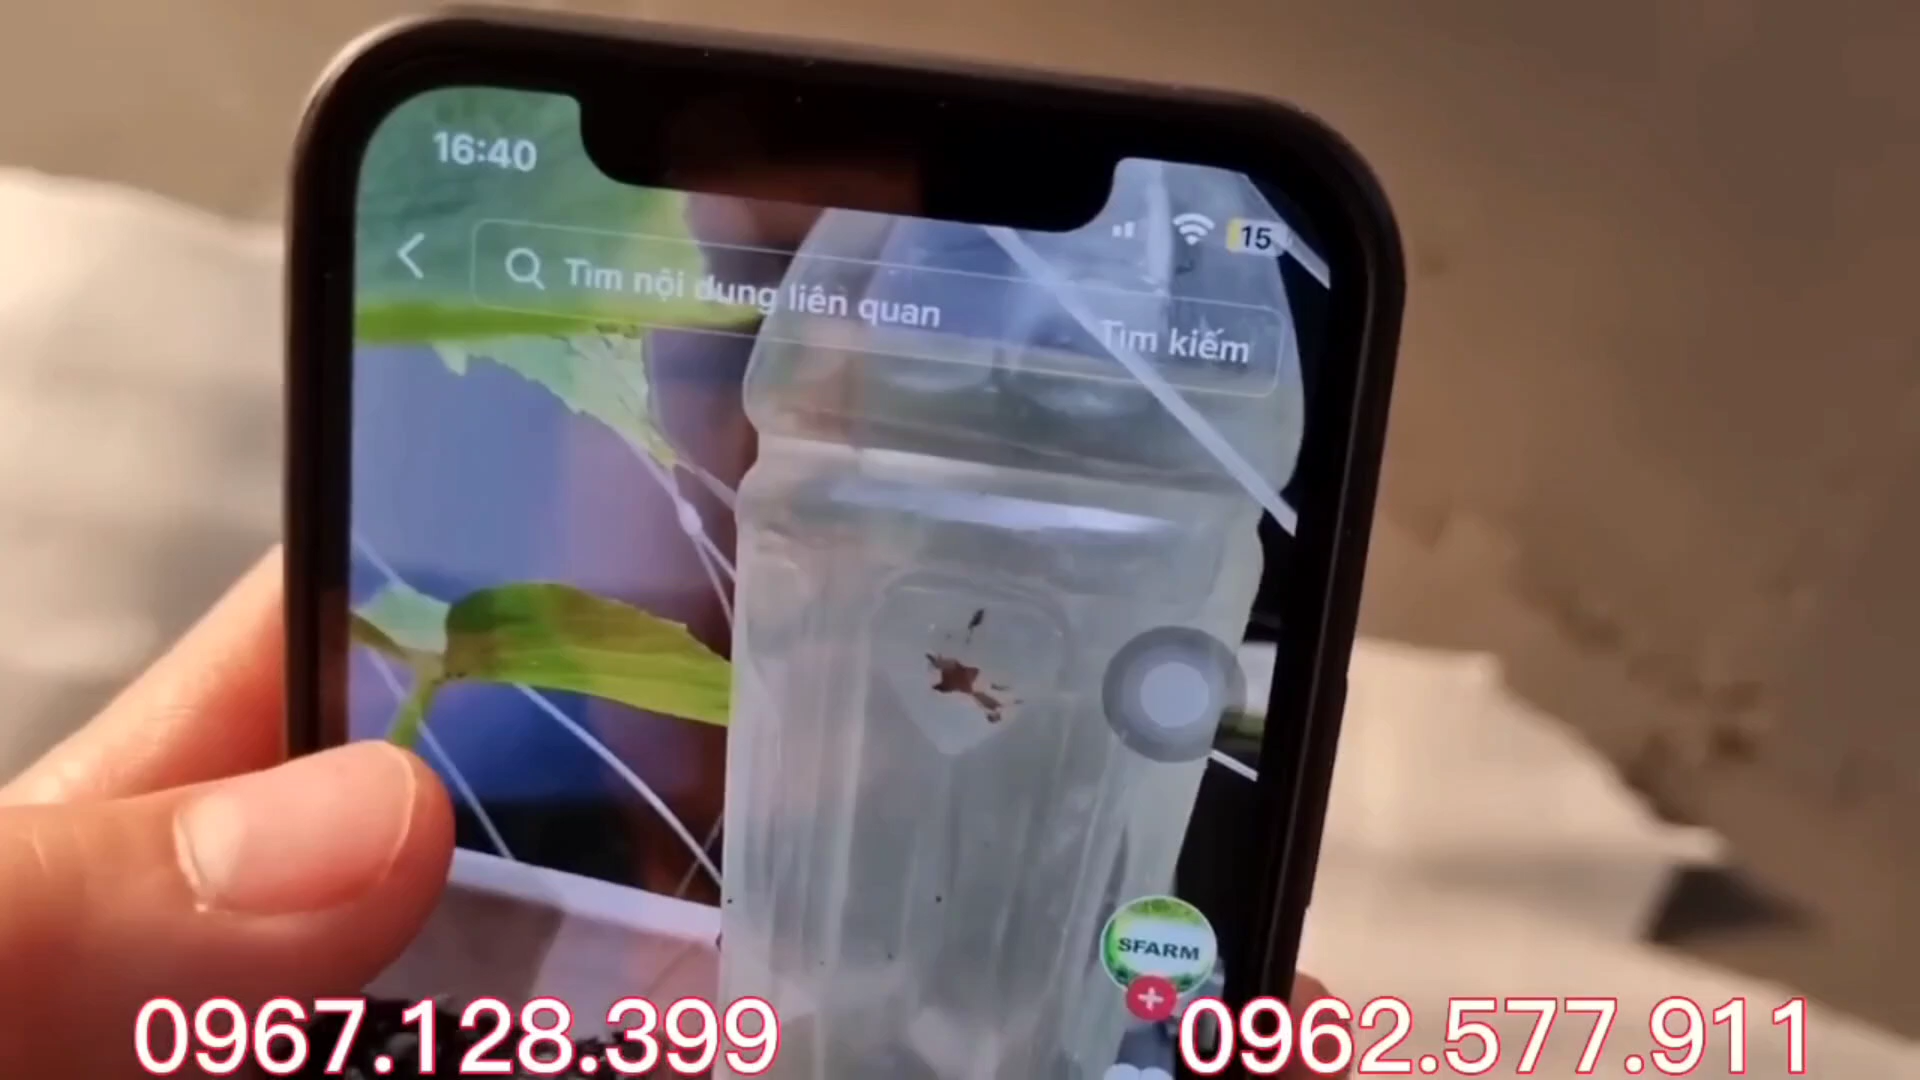 16:40
15
Tìm nội dung liên quan
Tìm kiếm
SFARM
0967.128.399
0962.577.911